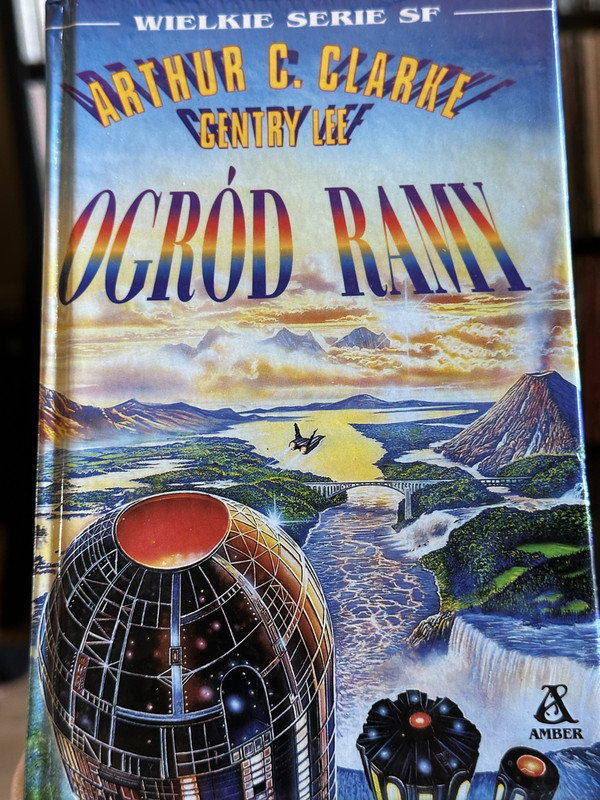 WIELKIE SERIE SF
ARTHUR C. CLARKE
GENTRY LEE
OGRÓD RAMY
AMBER